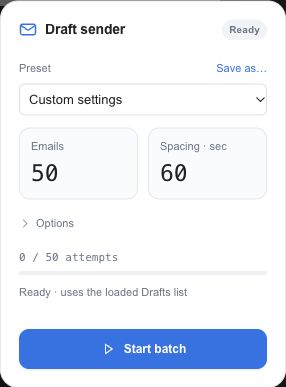 Draft sender
Ready
Preset
Save as...
Custom settings
Emails
Spacing · sec
50
60
Options
0 / 50 attempts
Ready · uses the loaded Drafts list
Start batch